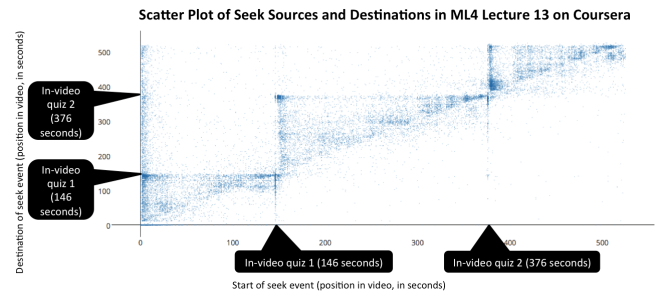 Scatter Plot of Seek Sources and Destinations in ML4 Lecture 13 on Coursera
Destination of seek event (position in video, in seconds)
500
400
300
200
100
0
In-video
quiz 2
(376
seconds)
In-video
quiz 1
(146
seconds)
0
100
200
300
400
500
In-video quiz 1 (146 seconds)
In-video quiz 2 (376 seconds)
Start of seek event (position in video, in seconds)